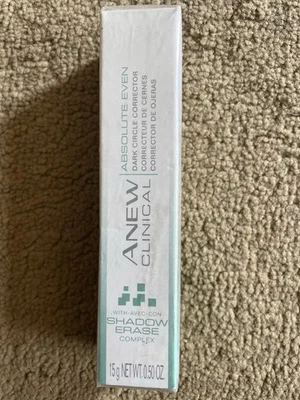 ANEW
CLINICAL
ABSOLUTE EVEN
DARK CIRCLE CORRECTOR
CORRECTEUR DE CERNES
CORRECTOR DE OJERAS
WITH-AVEC-CON
SHADOW
ERASE
COMPLEX
15 g NET WT. 0.50 OZ.